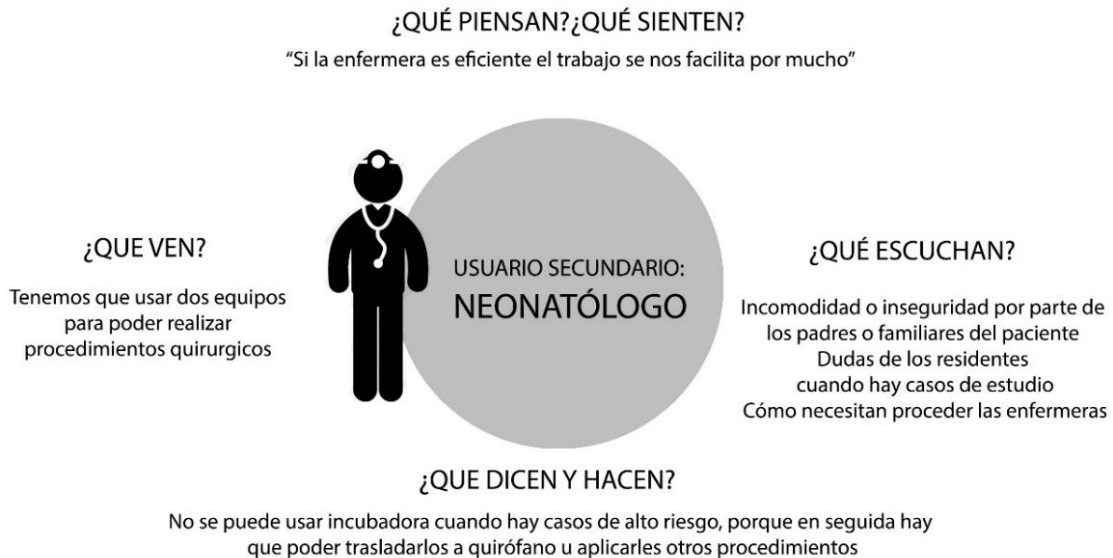 ¿QUÉ PIENSAN?¿QUÉ SIENTEN?
“Si la enfermera es eficiente el trabajo se nos facilita por mucho”
¿QUE VEN?
Tenemos que usar dos equipos
para poder realizar
procedimientos quirurgicos
USUARIO SECUNDARIO:
NEONATÓLOGO
¿QUÉ ESCUCHAN?
Incomodidad o inseguridad por parte de
los padres o familiares del paciente
Dudas de los residentes
cuando hay casos de estudio
Cómo necesitan proceder las enfermeras
¿QUE DICEN Y HACEN?
No se puede usar incubadora cuando hay casos de alto riesgo, porque en seguida hay
que poder trasladarlos a quirófano u aplicarles otros procedimientos